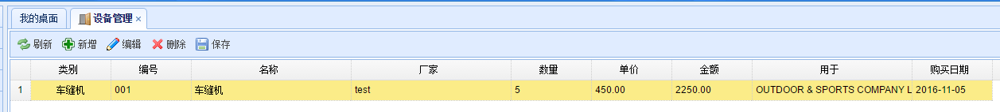 我的桌面 设备管理 ×
刷新 新增 编辑 删除 保存
类别 编号 名称 厂家 数量 单价 金额 用于 购买日期
1 车缝机 001 车缝机 test 5 450.00 2250.00 OUTDOOR & SPORTS COMPANY L 2016-11-05